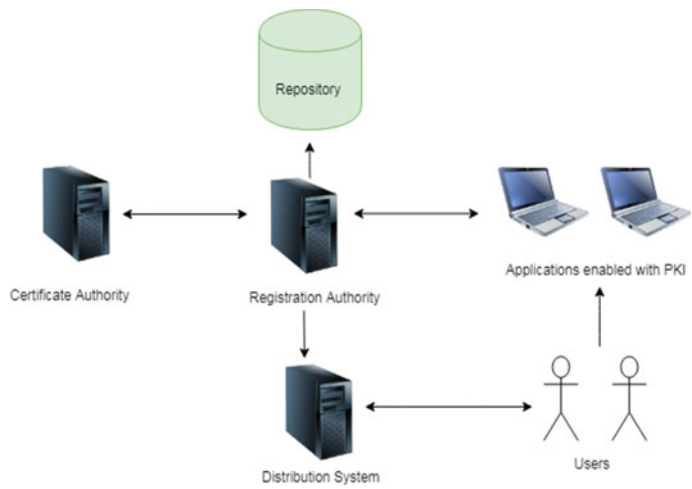 Repository
Certificate Authority
Registration Authority
Applications enabled with PKI
Distribution System
Users